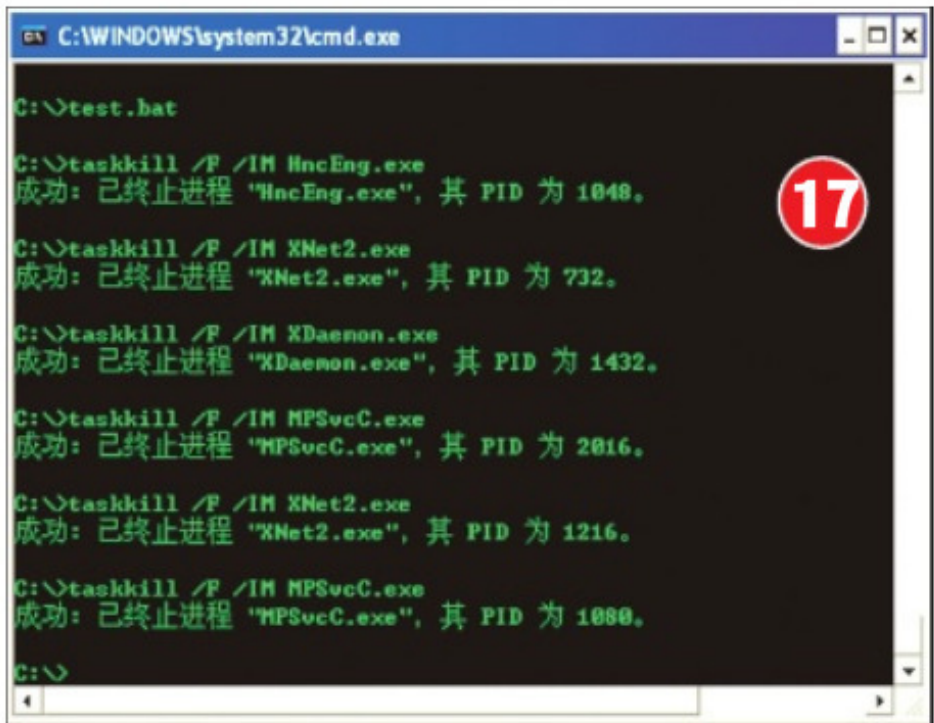 C:\WINDOWS\system32\cmd.exe
C:\>test.bat
C:\>taskkill /F /IM HncEng.exe
成功: 已终止进程 "HncEng.exe", 其 PID 为 1048。
17
C:\>taskkill /F /IM XNet2.exe
成功: 已终止进程 "XNet2.exe", 其 PID 为 732。
C:\>taskkill /F /IM XDaemon.exe
成功: 已终止进程 "XDaemon.exe", 其 PID 为 1432。
C:\>taskkill /F /IM MPSvcC.exe
成功: 已终止进程 "MPSvcC.exe", 其 PID 为 2016。
C:\>taskkill /F /IM XNet2.exe
成功: 已终止进程 "XNet2.exe", 其 PID 为 1216。
C:\>taskkill /F /IM MPSvcC.exe
成功: 已终止进程 "MPSvcC.exe", 其 PID 为 1080。
C:\>